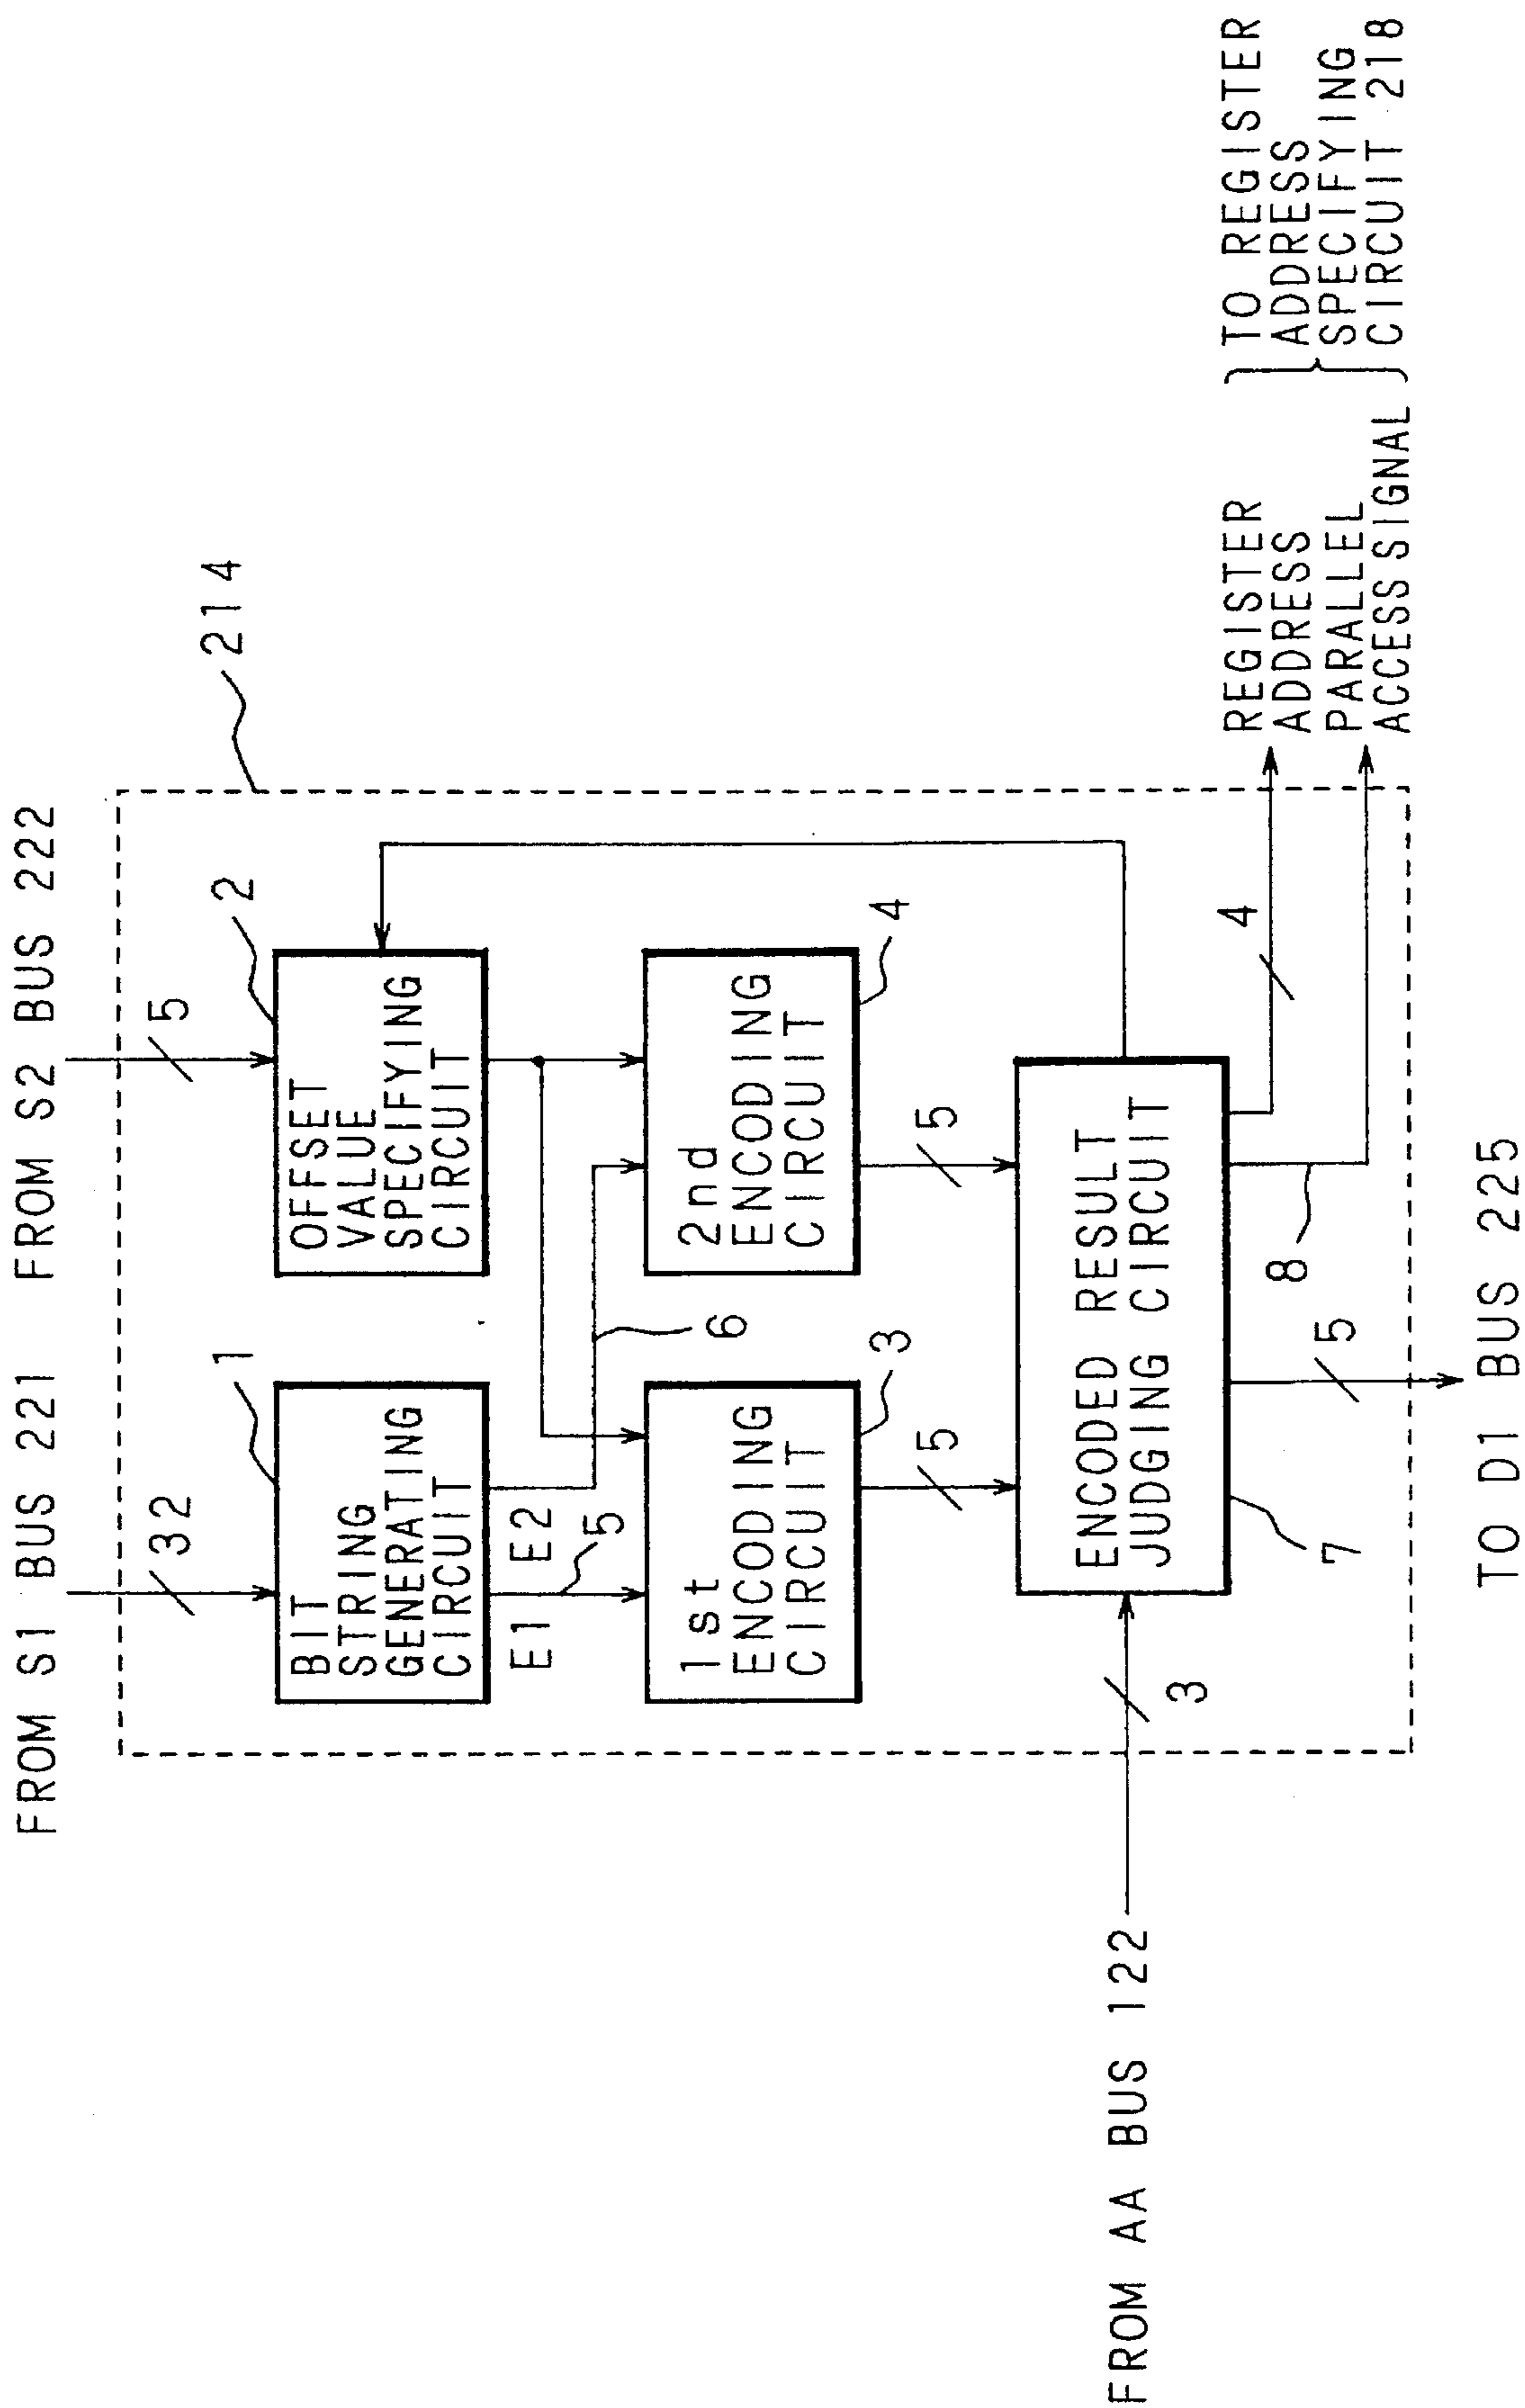 FROM S1 BUS 221
FROM S2 BUS 222
32
5
214
1
2
BIT
STRING
GENERATING
CIRCUIT
OFFSET
VALUE
SPECIFYING
CIRCUIT
E1
E2
5
6
1st
ENCODING
CIRCUIT
3
2nd
ENCODING
CIRCUIT
4
5
5
FROM AA BUS 122
3
ENCODED RESULT
JUDGING CIRCUIT
7
8
4
5
REGISTER
ADDRESS
PARALLEL
ACCESS SIGNAL
TO REGISTER
ADDRESS
SPECIFYING
CIRCUIT 218
TO D1 BUS 225